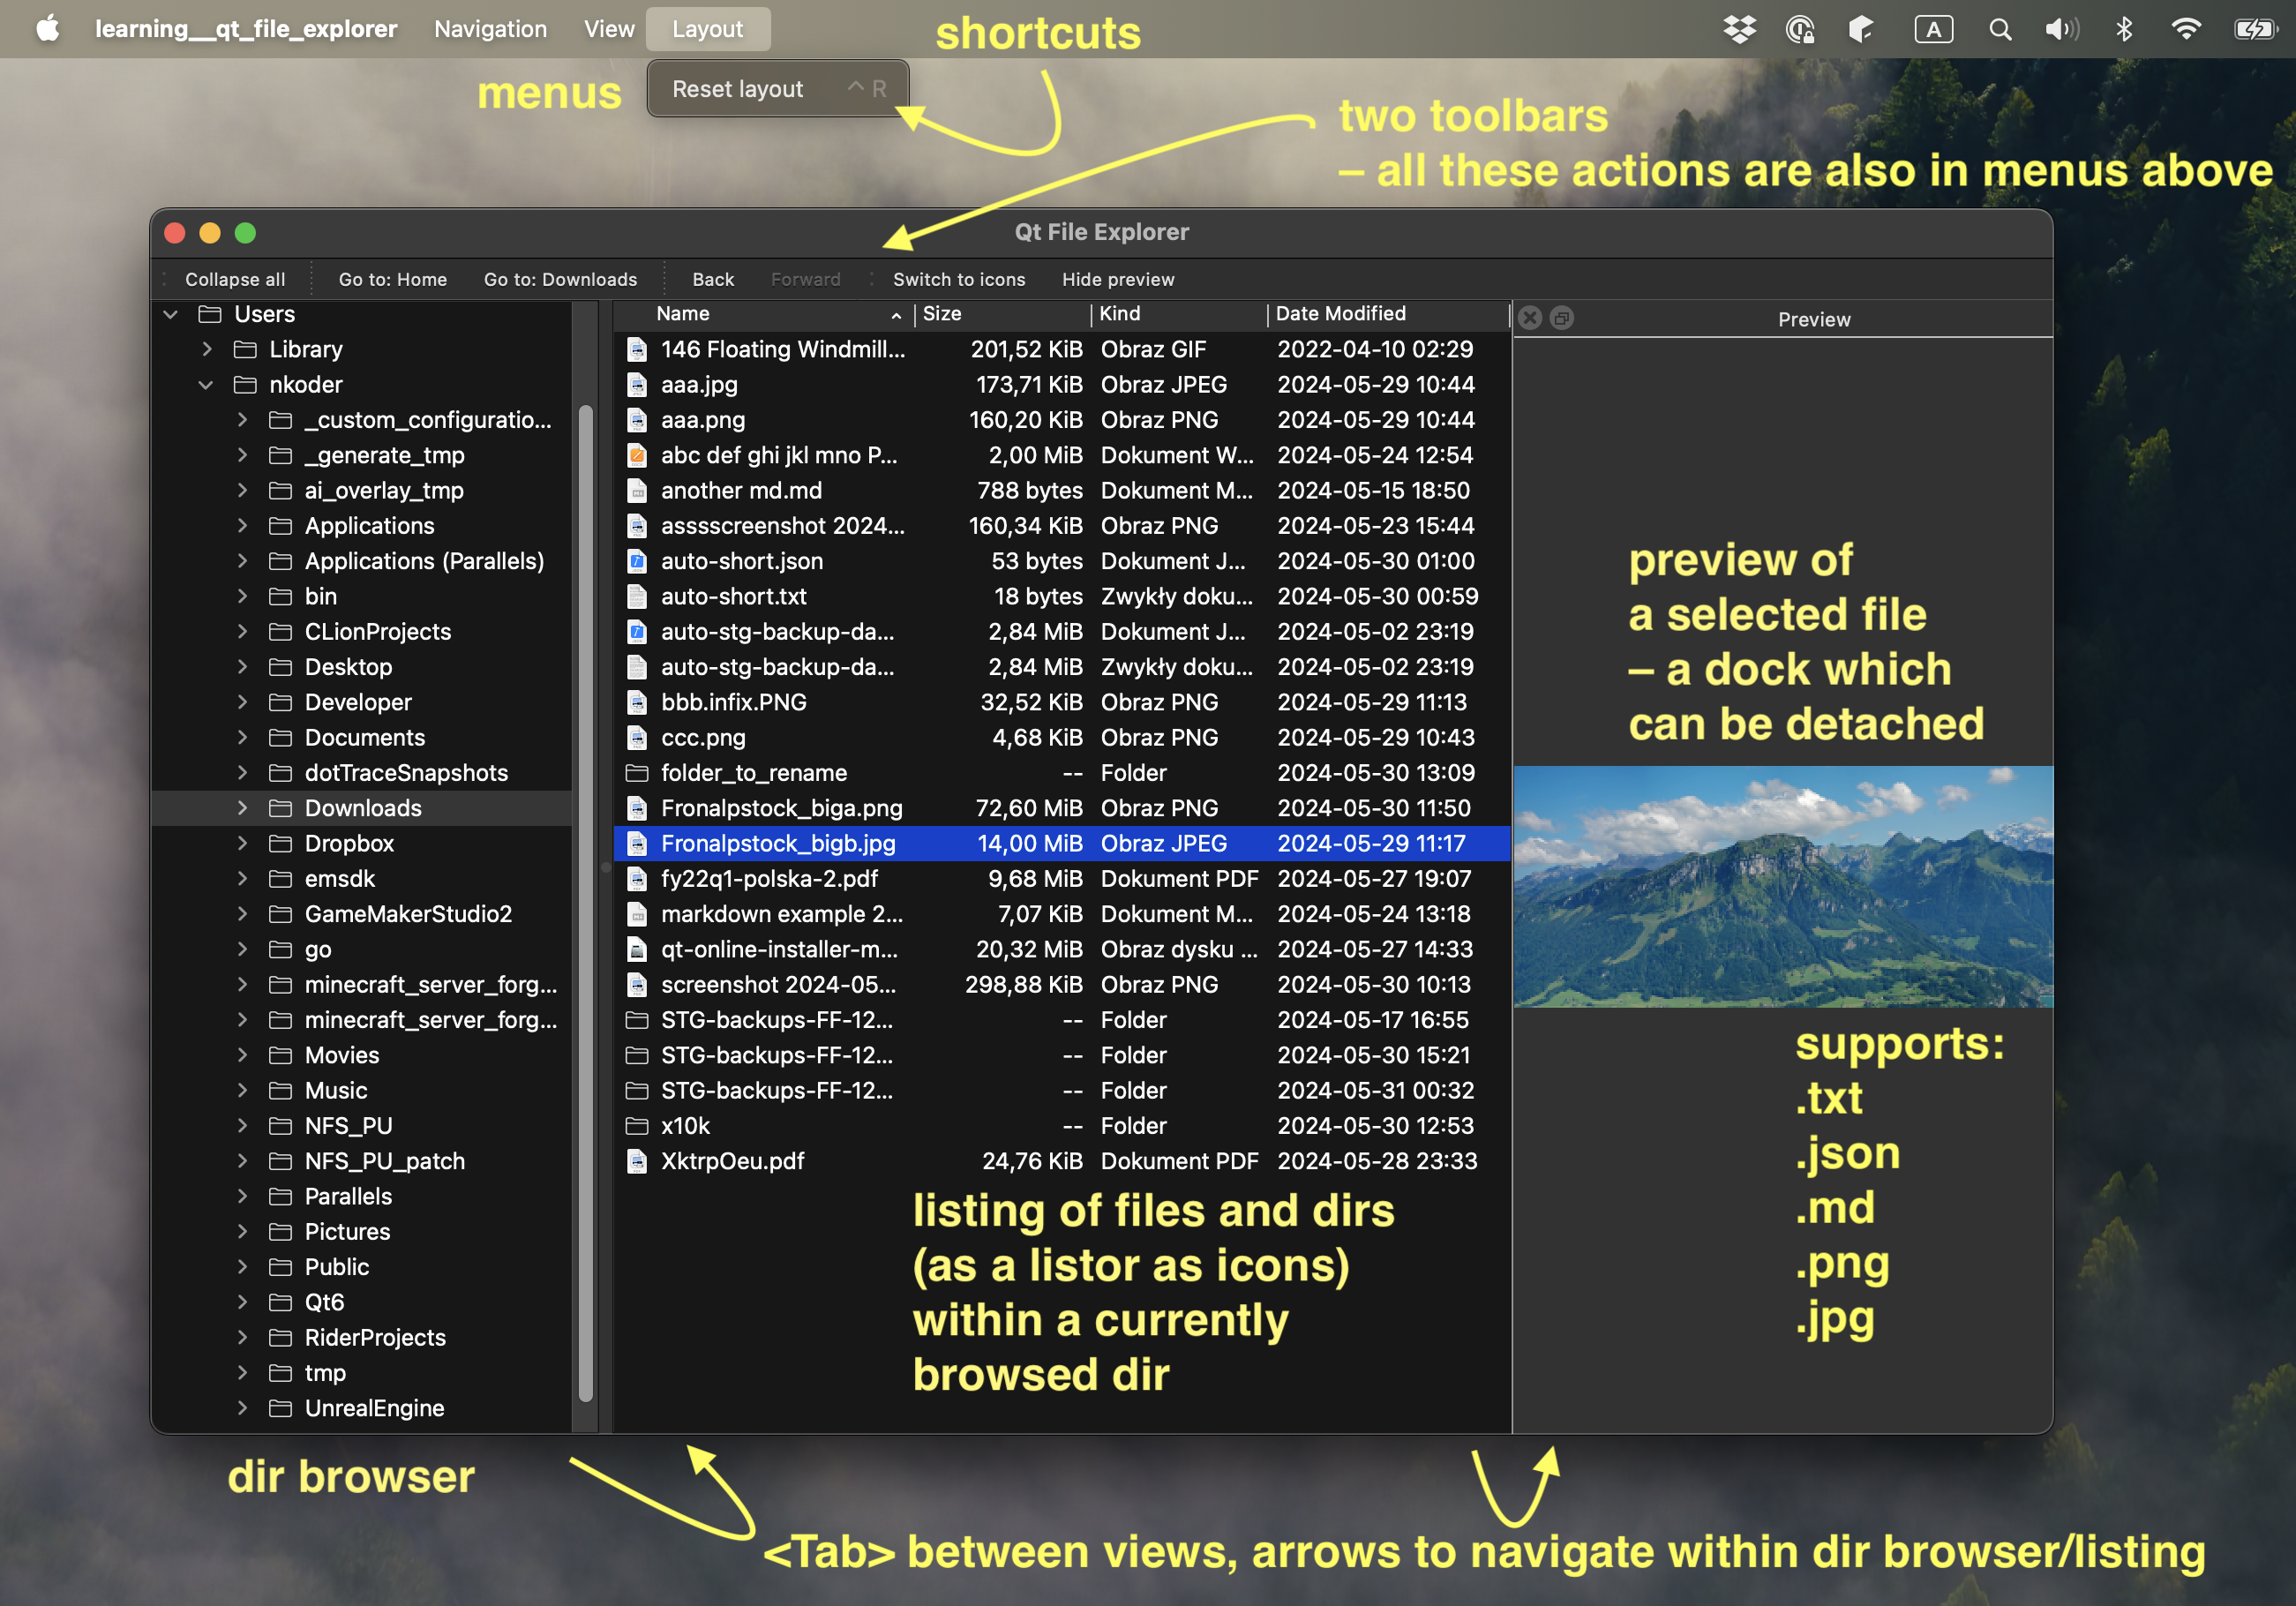 learning__qt_file_explorer Navigation View Layout
A
shortcuts
menus
Reset layout ^ R
two toolbars
– all these actions are also in menus above
Qt File Explorer
Collapse all Go to: Home Go to: Downloads Back Forward Switch to icons Hide preview
Users
Library
nkoder
_custom_configuratio...
_generate_tmp
ai_overlay_tmp
Applications
Applications (Parallels)
bin
CLionProjects
Desktop
Developer
Documents
dotTraceSnapshots
Downloads
Dropbox
emsdk
GameMakerStudio2
go
minecraft_server_forg...
minecraft_server_forg...
Movies
Music
NFS_PU
NFS_PU_patch
Parallels
Pictures
Public
Qt6
RiderProjects
tmp
UnrealEngine
Name Size Kind Date Modified
146 Floating Windmill... 201,52 KiB Obraz GIF 2022-04-10 02:29
aaa.jpg 173,71 KiB Obraz JPEG 2024-05-29 10:44
aaa.png 160,20 KiB Obraz PNG 2024-05-29 10:44
abc def ghi jkl mno P... 2,00 MiB Dokument W... 2024-05-24 12:54
another md.md 788 bytes Dokument M... 2024-05-15 18:50
asssscreenshot 2024... 160,34 KiB Obraz PNG 2024-05-23 15:44
auto-short.json 53 bytes Dokument J... 2024-05-30 01:00
auto-short.txt 18 bytes Zwykły doku... 2024-05-30 00:59
auto-stg-backup-da... 2,84 MiB Dokument J... 2024-05-02 23:19
auto-stg-backup-da... 2,84 MiB Zwykły doku... 2024-05-02 23:19
bbb.infix.PNG 32,52 KiB Obraz PNG 2024-05-29 11:13
ccc.png 4,68 KiB Obraz PNG 2024-05-29 10:43
folder_to_rename -- Folder 2024-05-30 13:09
Fronalpstock_biga.png 72,60 MiB Obraz PNG 2024-05-30 11:50
Fronalpstock_bigb.jpg 14,00 MiB Obraz JPEG 2024-05-29 11:17
fy22q1-polska-2.pdf 9,68 MiB Dokument PDF 2024-05-27 19:07
markdown example 2... 7,07 KiB Dokument M... 2024-05-24 13:18
qt-online-installer-m... 20,32 MiB Obraz dysku ... 2024-05-27 14:33
screenshot 2024-05... 298,88 KiB Obraz PNG 2024-05-30 10:13
STG-backups-FF-12... -- Folder 2024-05-17 16:55
STG-backups-FF-12... -- Folder 2024-05-30 15:21
STG-backups-FF-12... -- Folder 2024-05-31 00:32
x10k -- Folder 2024-05-30 12:53
XktrpOeu.pdf 24,76 KiB Dokument PDF 2024-05-28 23:33
listing of files and dirs
(as a listor as icons)
within a currently
browsed dir
Preview
preview of
a selected file
– a dock which
can be detached
supports:
.txt
.json
.md
.png
.jpg
dir browser
<Tab> between views, arrows to navigate within dir browser/listing